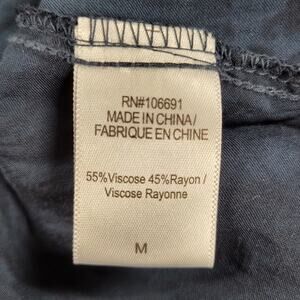 RN#106691
MADE IN CHINA/
FABRIQUE EN CHINE
55%Viscose 45%Rayon/
Viscose Rayonne
M